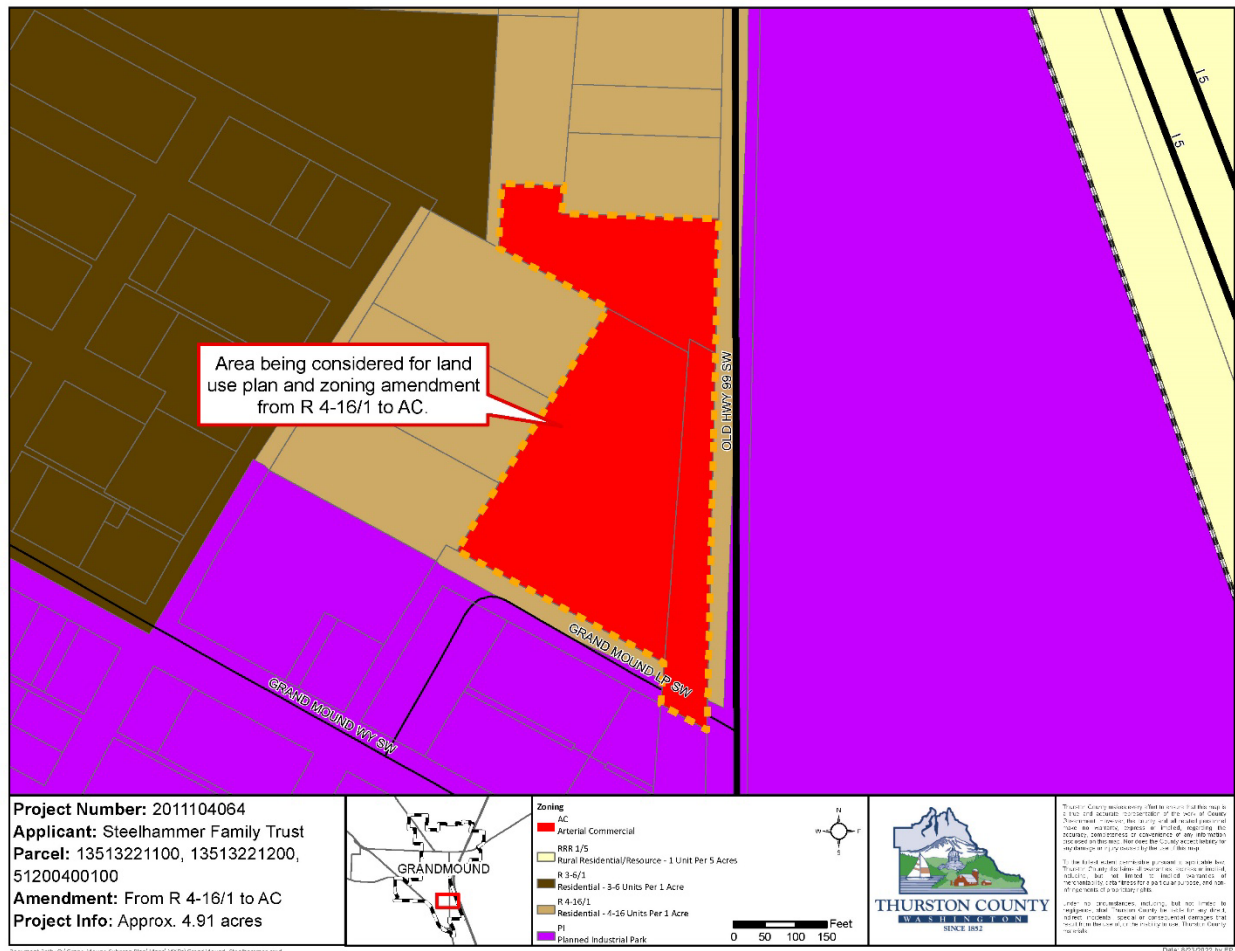 I 5
I 5
Area being considered for land
use plan and zoning amendment
from R 4-16/1 to AC.
OLD HWY 99 SW
GRAND MOUND LP SW
GRAND MOUND WY SW
Project Number: 2011104064
Applicant: Steelhammer Family Trust
Parcel: 13513221100, 13513221200,
51200400100
Amendment: From R 4-16/1 to AC
Project Info: Approx. 4.91 acres
GRANDMOUND
Zoning
AC
Arterial Commercial
RRR 1/5
Rural Residential/Resource - 1 Unit Per 5 Acres
R 3-6/1
Residential - 3-6 Units Per 1 Acre
R 4-16/1
Residential - 4-16 Units Per 1 Acre
PI
Planned Industrial Park
N
W
E
S
Feet
0 50 100 150
THURSTON COUNTY
WASHINGTON
SINCE 1852